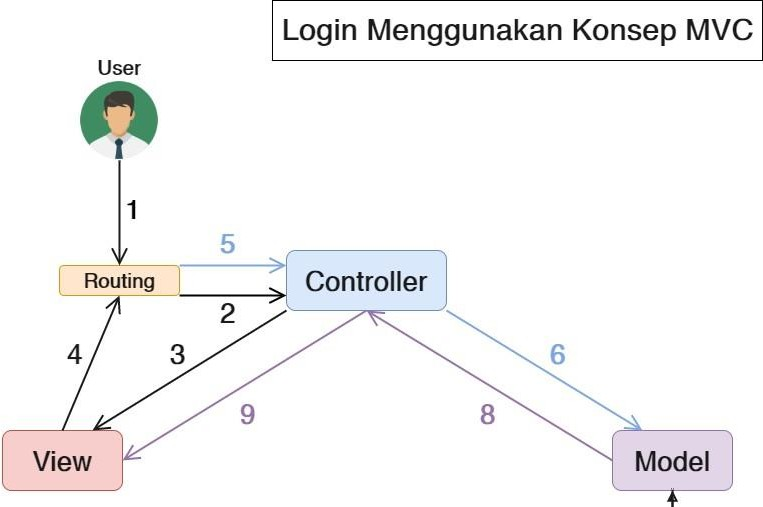 Login Menggunakan Konsep MVC
User
1
5
Routing
Controller
2
4
3
6
9
8
View
Model